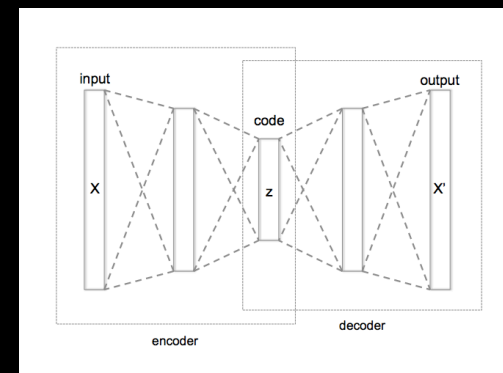 input
output
code
X
z
X'
decoder
encoder